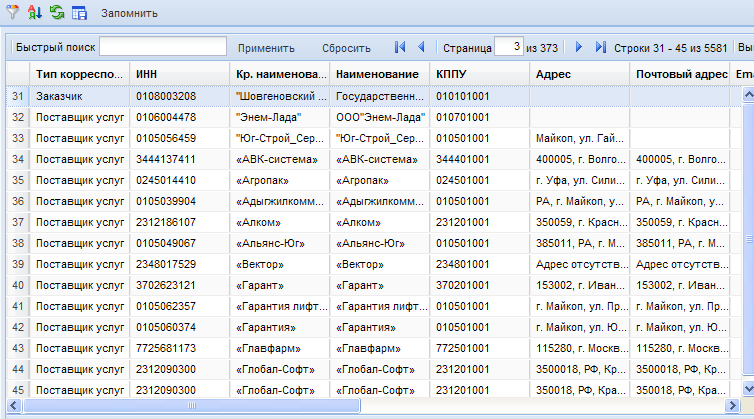 Запомнить
Быстрый поиск Применить Сбросить Страница 3 из 373 Строки 31 - 45 из 5581 Вы
Тип корреспо... ИНН Кр. наименова... Наименование КППУ Адрес Почтовый адрес Ema
31 Заказчик 0108003208 "Шовгеновский ... Государственн... 010101001
32 Поставщик услуг 0106004478 "Энем-Лада" ООО"Энем-Лада" 010701001
33 Поставщик услуг 0105056459 "Юг-Строй_Сер... "Юг-Строй_Сер... 010501001 Майкоп, ул. Гай...
34 Поставщик услуг 3444137411 «АВК-система» «АВК-система» 344401001 400005, г. Волго... 400005, г. Волго...
35 Поставщик услуг 0245014410 «Агропак» «Агропак» 024501001 г. Уфа, ул. Сили... г. Уфа, ул. Сили...
36 Поставщик услуг 0105039904 «Адыгжилкомм... «Адыгжилкомм... 010501001 РА, г. Майкоп, у... РА, г. Майкоп, у...
37 Поставщик услуг 2312186107 «Алком» «Алком» 231201001 350059, г. Красн... 350059, г. Красн...
38 Поставщик услуг 0105049067 «Альянс-Юг» «Альянс-Юг» 010501001 385011, РА, г. М... 385011, РА, г. М...
39 Поставщик услуг 2348017529 «Вектор» «Вектор» 234801001 Адрес отсутств... Адрес отсутств...
40 Поставщик услуг 3702623121 «Гарант» «Гарант» 370201001 153002, г. Иван... 153002, г. Иван...
41 Поставщик услуг 0105062357 «Гарантия лифт... «Гарантия лифт... 010501001 г. Майкоп, ул. Пр... г. Майкоп, ул. Пр...
42 Поставщик услуг 0105060374 «Гарантия» «Гарантия» 010501001 г. Майкоп, ул. Ю... г. Майкоп, ул. Ю...
43 Поставщик услуг 7725681173 «Главфарм» «Главфарм» 772501001 115280, г. Москв... 115280, г. Москв...
44 Поставщик услуг 2312090300 «Глобал-Софт» «Глобал-Софт» 231201001 3500018, РФ, Кра... 3500018, РФ, Кра...
45 Поставщик услуг 2312090300 «Глобал-Софт» «Глобал-Софт» 231201001 350018, РФ, Кра... 350018, РФ, Кра...